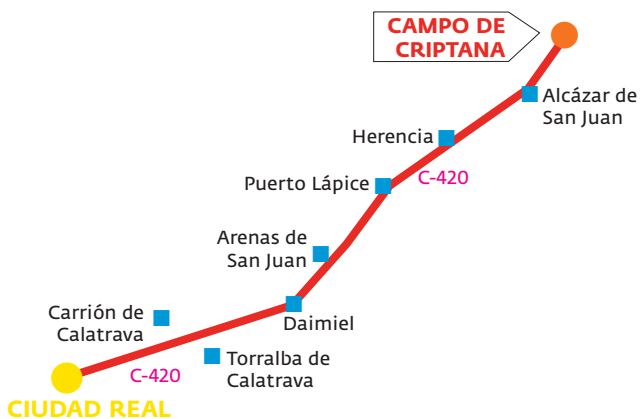 CAMPO DE
CRIPTANA
Alcázar de
San Juan
Herencia
C-420
Puerto Lápice
Arenas de
San Juan
Carrión de
Calatrava
Daimiel
Torralba de
Calatrava
C-420
CIUDAD REAL